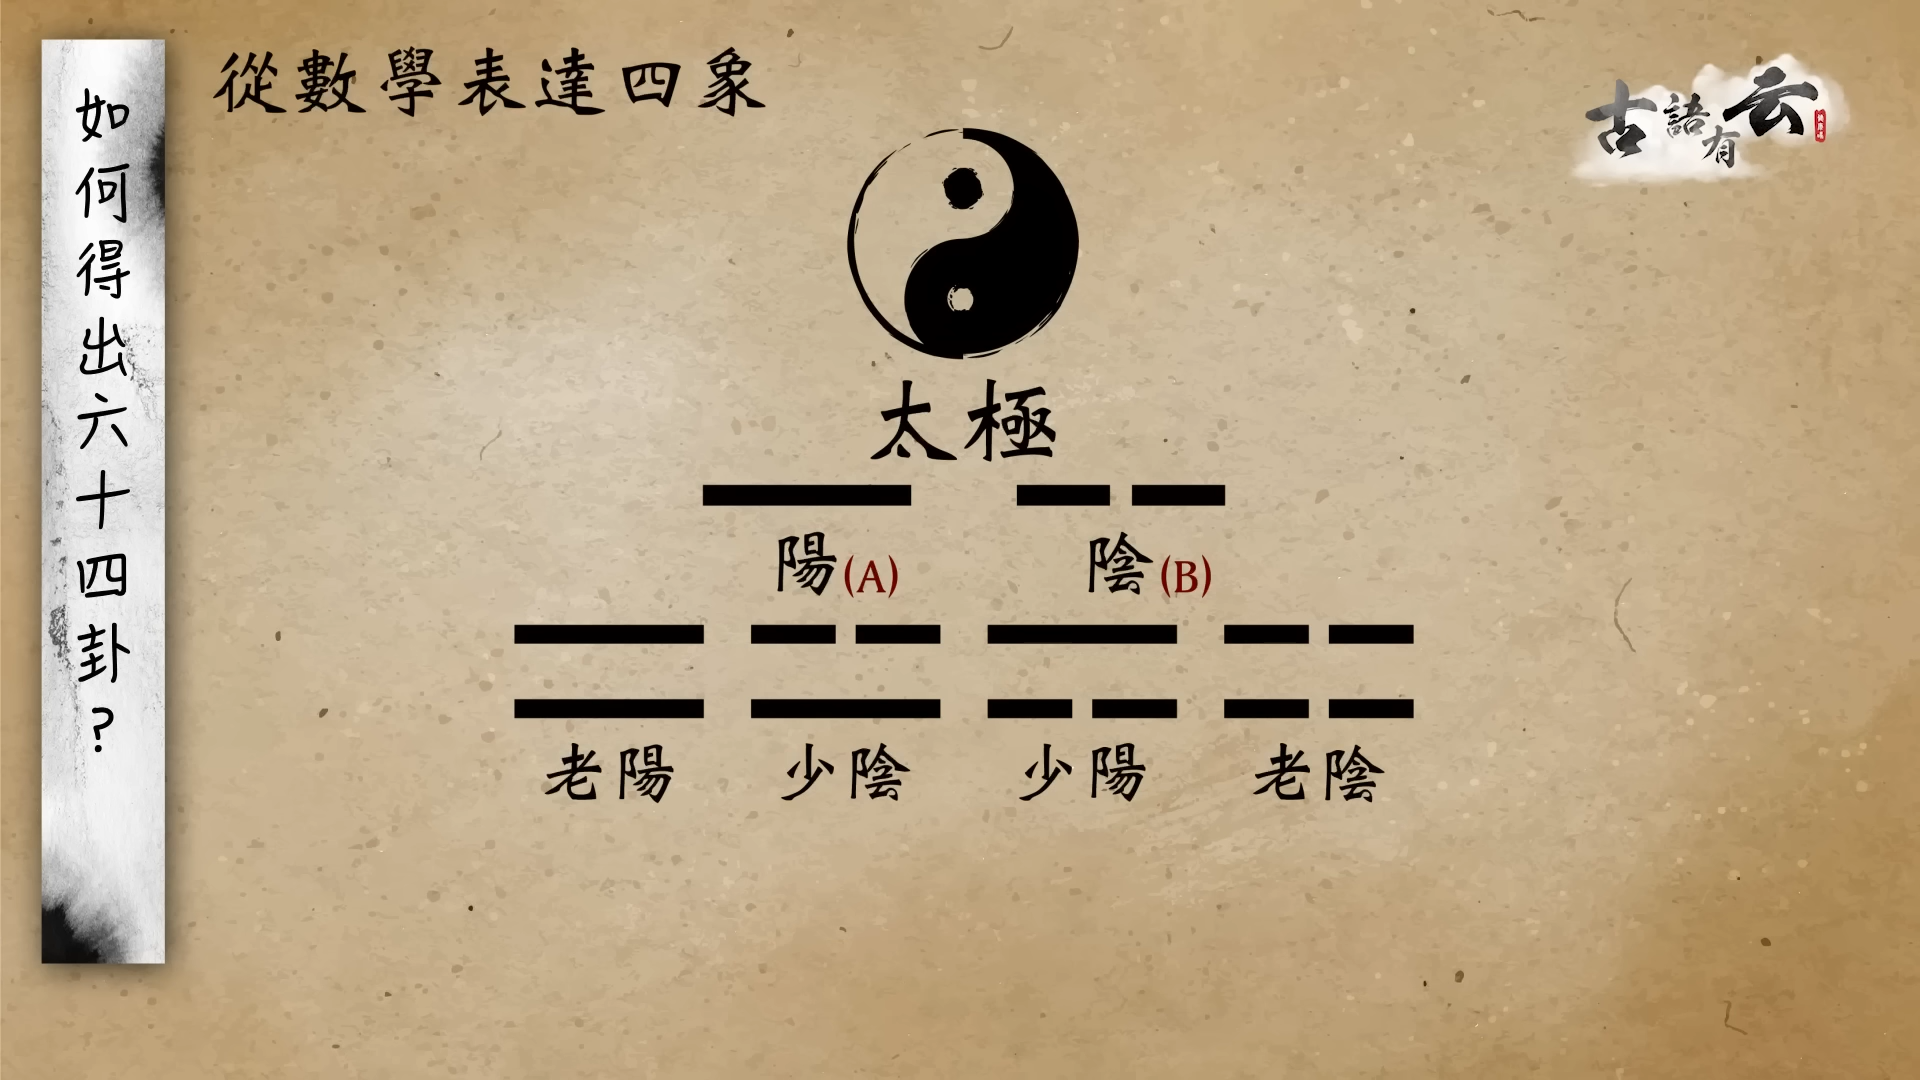 如何得出六十四卦?
從數學表達四象
古語有云
太極
陽(A) 陰(B)
老陽 少陰 少陽 老陰